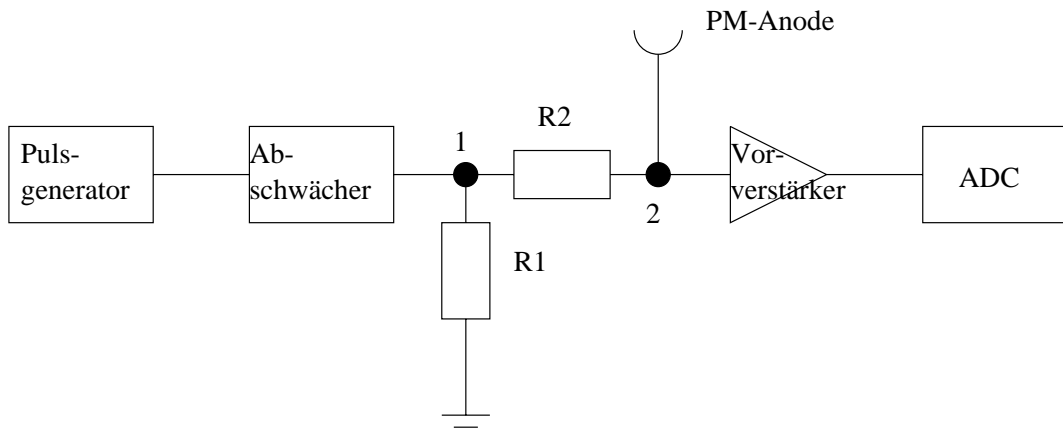 PM-Anode
R2
1
Puls-
generator
Ab-
schwächer
Vor-
verstärker
ADC
2
R1